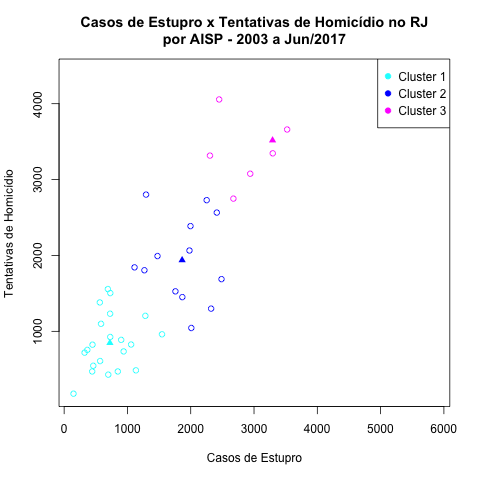 Casos de Estupro x Tentativas de Homicídio no RJ
por AISP - 2003 a Jun/2017
Cluster 1
Cluster 2
Cluster 3
Tentativas de Homicídio
4000
3000
2000
1000
0 1000 2000 3000 4000 5000 6000
Casos de Estupro